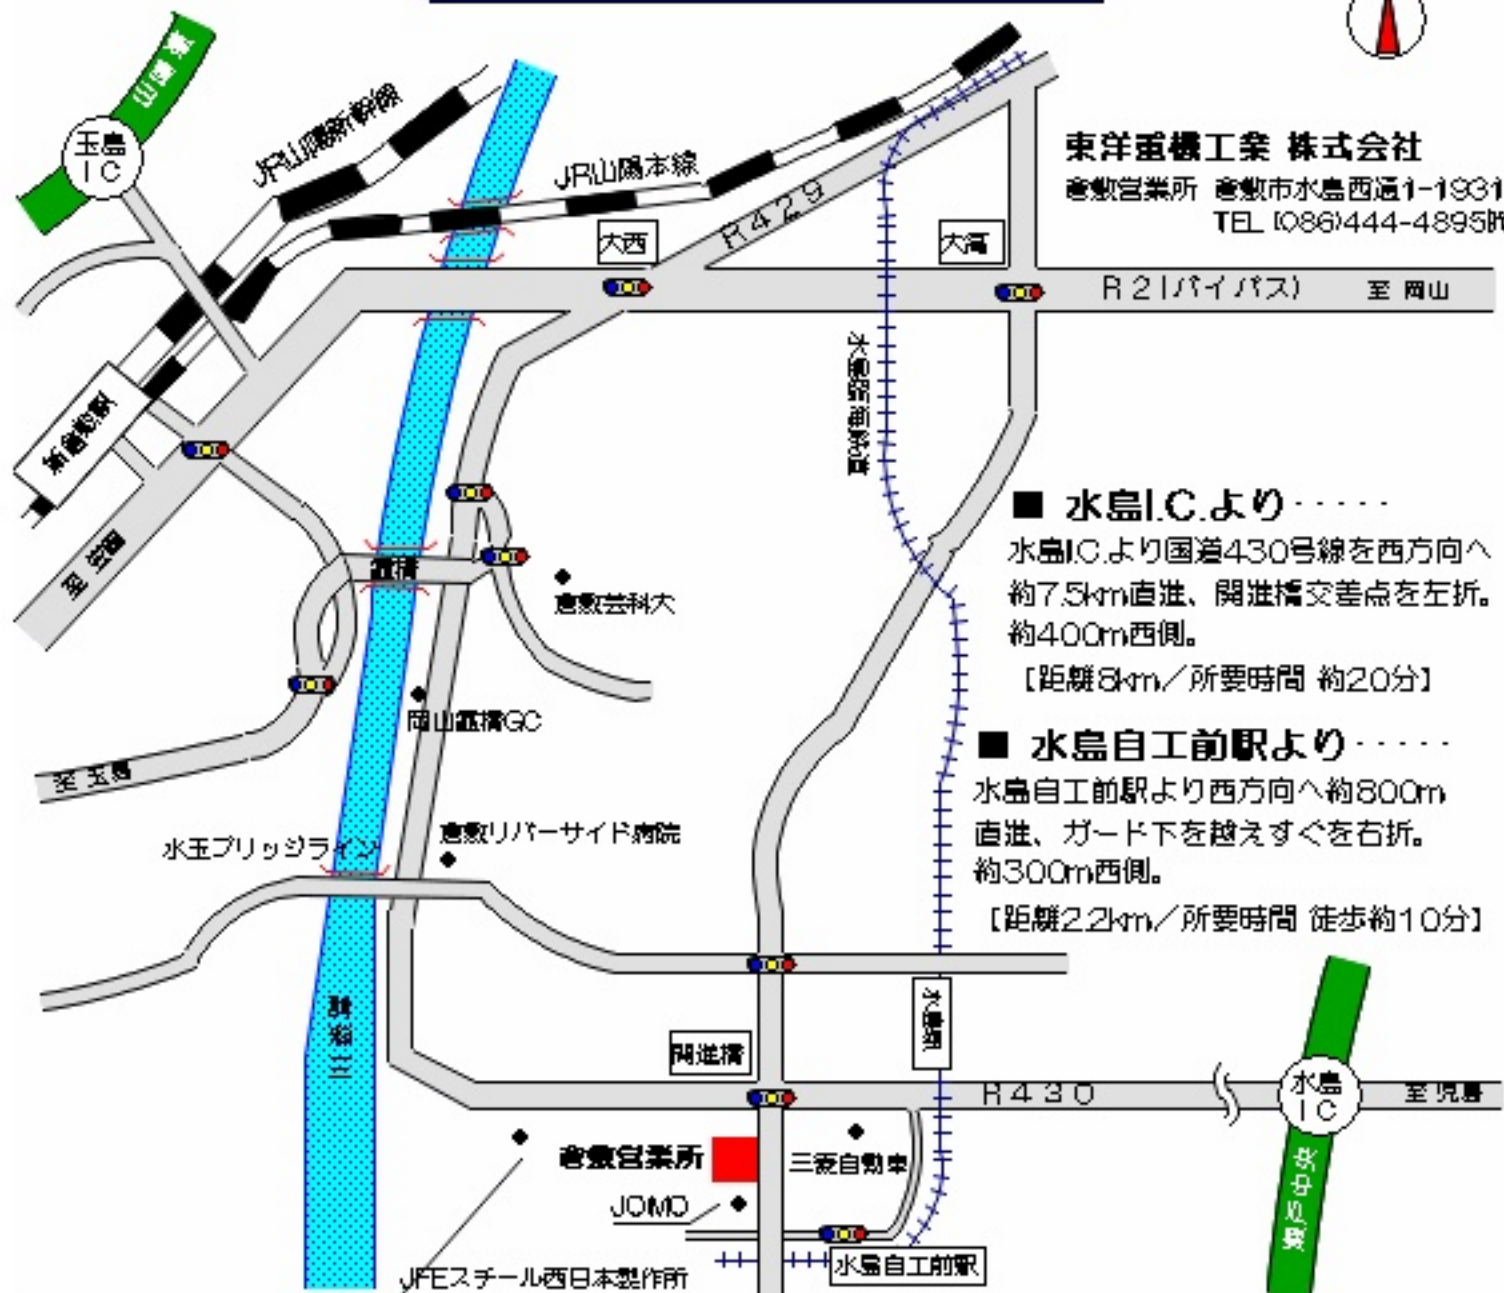 東洋重機工業 株式会社
倉敷営業所 倉敷市水島西通1-1931
TEL (086)444-4895
山陽
玉島
IC
JR山陽新幹線
JR山陽本線
R429
大西
大高
R2(バイパス)
至 岡山
水島臨海鉄道
新倉敷駅
至 笠岡
霞橋
倉敷芸科大
岡山霞橋GC
至 玉島
水玉ブリッジライン
倉敷リバーサイド病院
■ 水島I.C.より‥‥‥
水島I.C.より国道430号線を西方向へ
約7.5km直進、開進橋交差点を左折。
約400m西側。
[距離8km/所要時間 約20分]
■ 水島自工前駅より‥‥‥
水島自工前駅より西方向へ約800m
直進、ガード下を越えすぐを右折。
約300m西側。
[距離2.2km/所要時間 徒歩約10分]
高梁川
水島駅
開進橋
R430
水島
IC
至 児島
倉敷営業所
三菱自動車
JOMO
水島自工前駅
JFEスチール西日本製作所
瀬戸中央